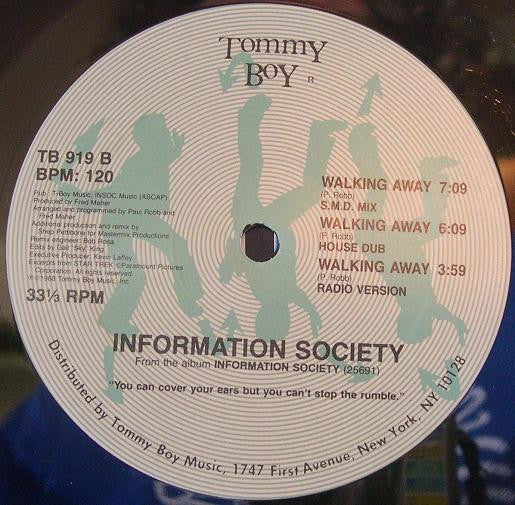 Tommy
Boy R
TB 919 B
BPM: 120
Pub: T-Boy Music, INSOC Music (ASCAP)
Produced by Fred Maher
Arranged and programmed by Paul Robb and
Fred Maher
Additional production and remix by
Shep Pettibone for Mastermix Productions.
Remix engineer: Bob Rosa
Edits by Dan "Sey" King
Executive Producer: Kevin Laffey
Excerpts from STAR TREK ©Paramount Pictures
Corporation. All rights reserved.
© 1988 Tommy Boy Music, Inc.
33⅓ RPM
WALKING AWAY 7:09
(P. Robb)
S.M.D. MIX
WALKING AWAY 6:09
(P. Robb)
HOUSE DUB
WALKING AWAY 3:59
(P. Robb)
RADIO VERSION
INFORMATION SOCIETY
From the album INFORMATION SOCIETY (25691)
"You can cover your ears but you can't stop the rumble."
Distributed by Tommy Boy Music, 1747 First Avenue, New York, NY 10128